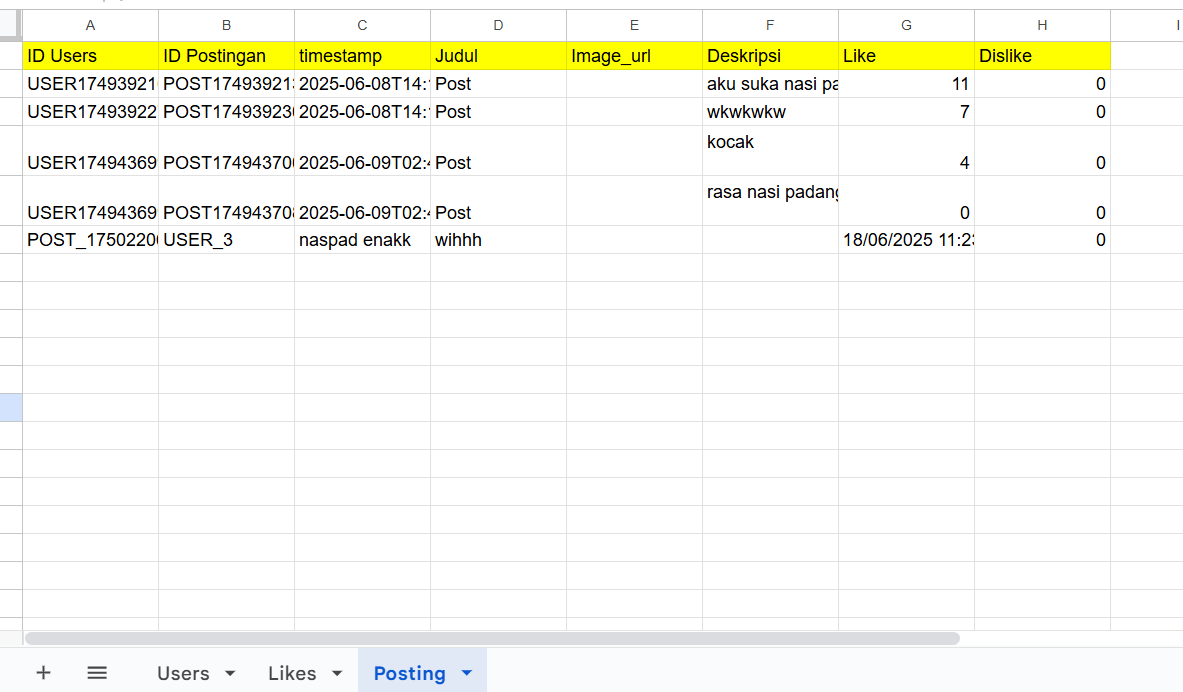 A B C D E F G H I
ID Users ID Postingan timestamp Judul Image_url Deskripsi Like Dislike
USER17493921 POST17493921 2025-06-08T14: Post aku suka nasi pa 11 0
USER17493922 POST17493923 2025-06-08T14: Post wkwkwkw 7 0
USER17494369 POST17494370 2025-06-09T02:4 Post kocak 4 0
USER17494369 POST17494370 2025-06-09T02:4 Post rasa nasi padang 0 0
POST_1750220 USER_3 naspad enakk wihhh 18/06/2025 11:2 0
+ Users Likes Posting